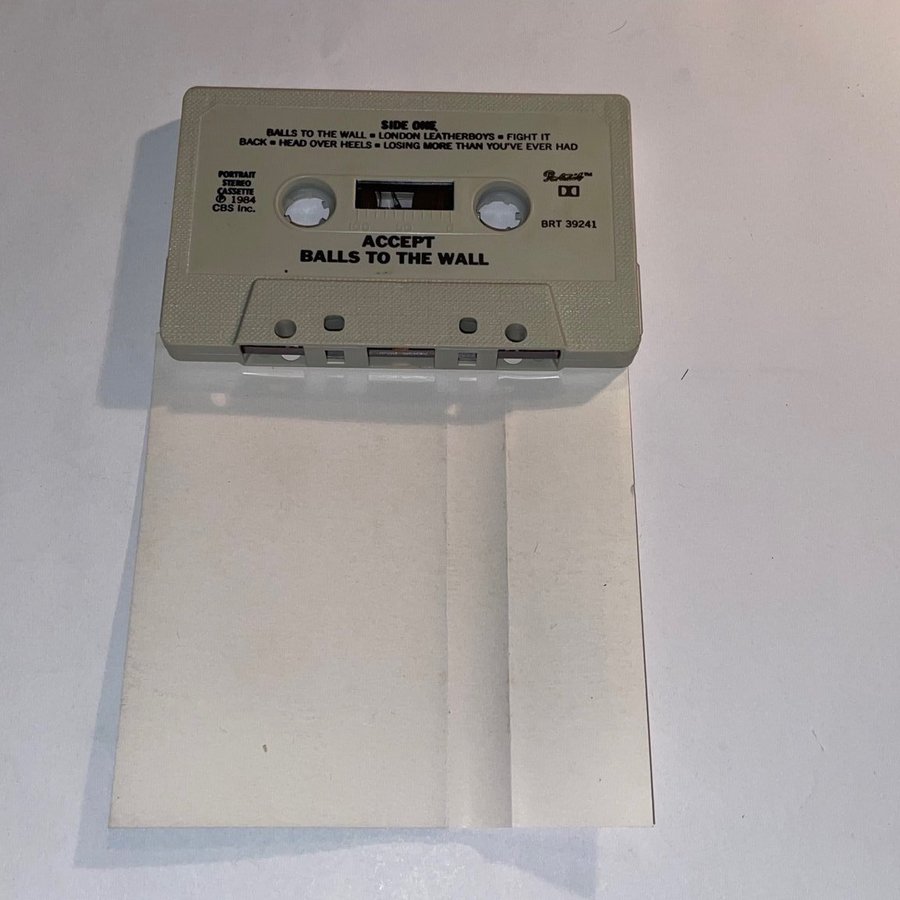 SIDE ONE
BALLS TO THE WALL ▪ LONDON LEATHERBOYS ▪ FIGHT IT
BACK ▪ HEAD OVER HEELS ▪ LOSING MORE THAN YOU'VE EVER HAD
PORTRAIT
STEREO
CASSETTE
℗ 1984
CBS Inc.
Portrait™
BRT 39241
ACCEPT
BALLS TO THE WALL